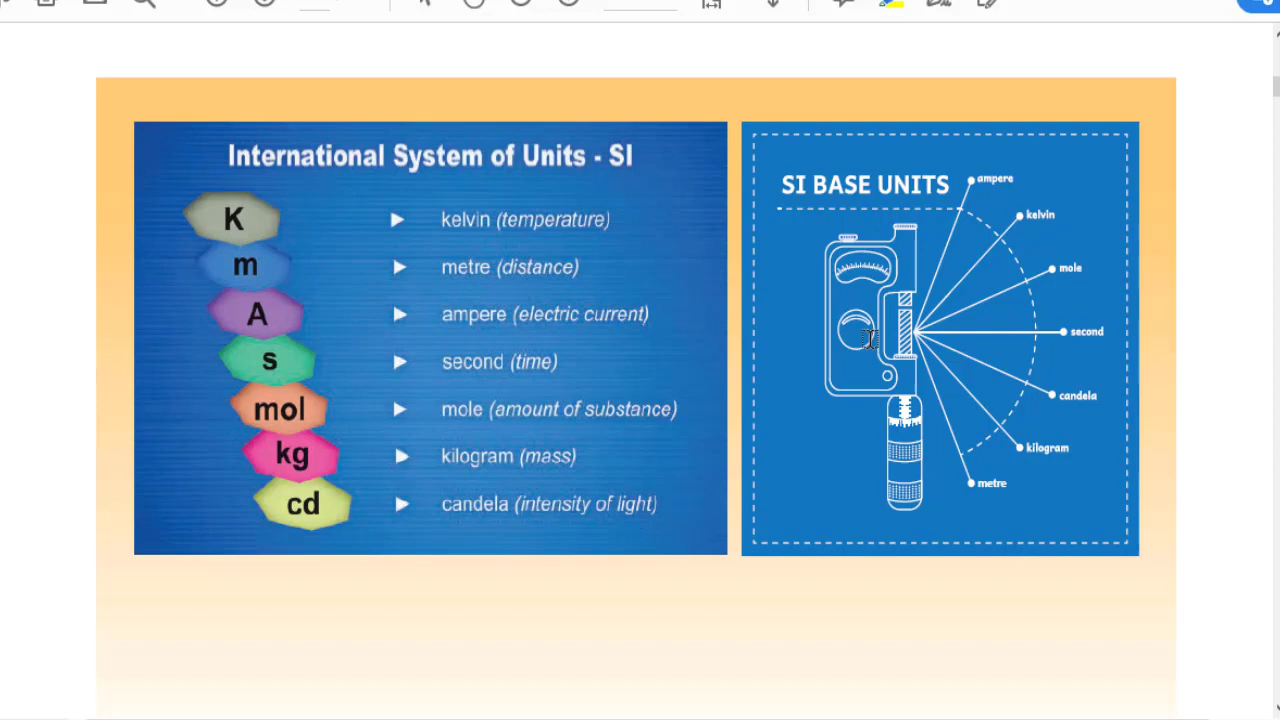 International System of Units - SI
K kelvin (temperature)
m metre (distance)
A ampere (electric current)
s second (time)
mol mole (amount of substance)
kg kilogram (mass)
cd candela (intensity of light)
SI BASE UNITS
ampere
kelvin
mole
second
candela
kilogram
metre